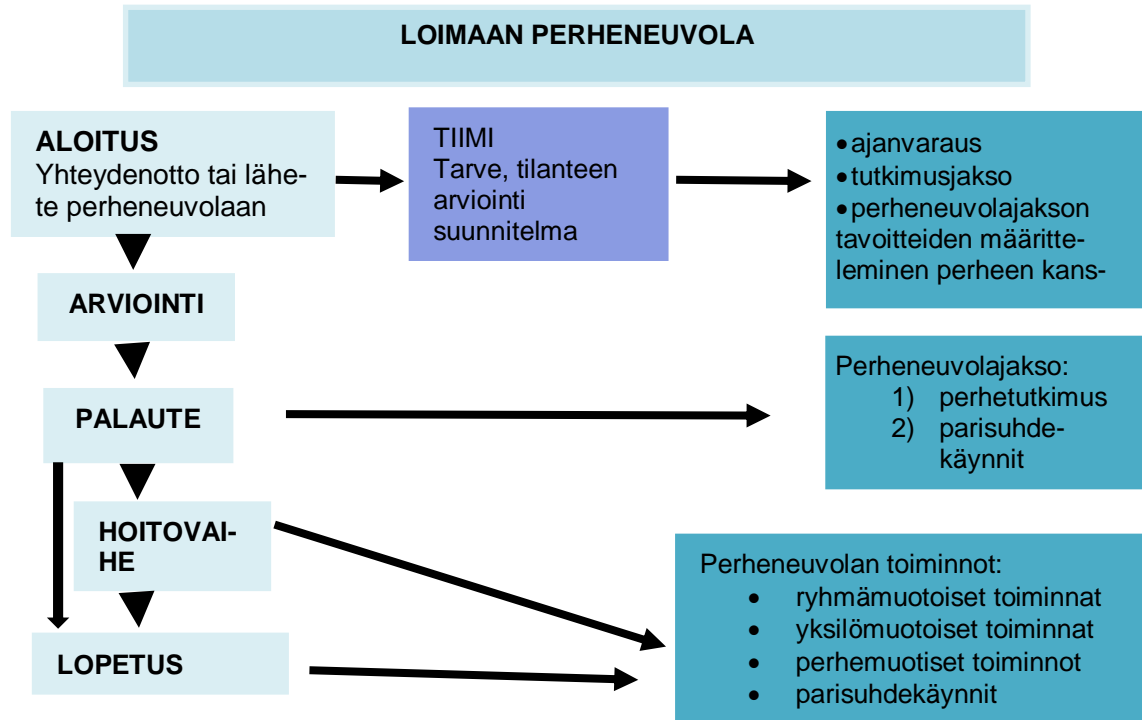 LOIMAAN PERHENEUVOLA
ALOITUS
Yhteydenotto tai lähe-
te perheneuvolaan
TIIMI
Tarve, tilanteen
arviointi
suunnitelma
•ajanvaraus
•tutkimusjakso
•perheneuvolajakson
tavoitteiden määritte-
leminen perheen kans-
ARVIOINTI
PALAUTE
Perheneuvolajakso:
1) perhetutkimus
2) parisuhde-
käynnit
HOITOVAI-
HE
Perheneuvolan toiminnot:
• ryhmämuotoiset toiminnat
• yksilömuotoiset toiminnat
• perhemuotiset toiminnot
• parisuhdekäynnit
LOPETUS